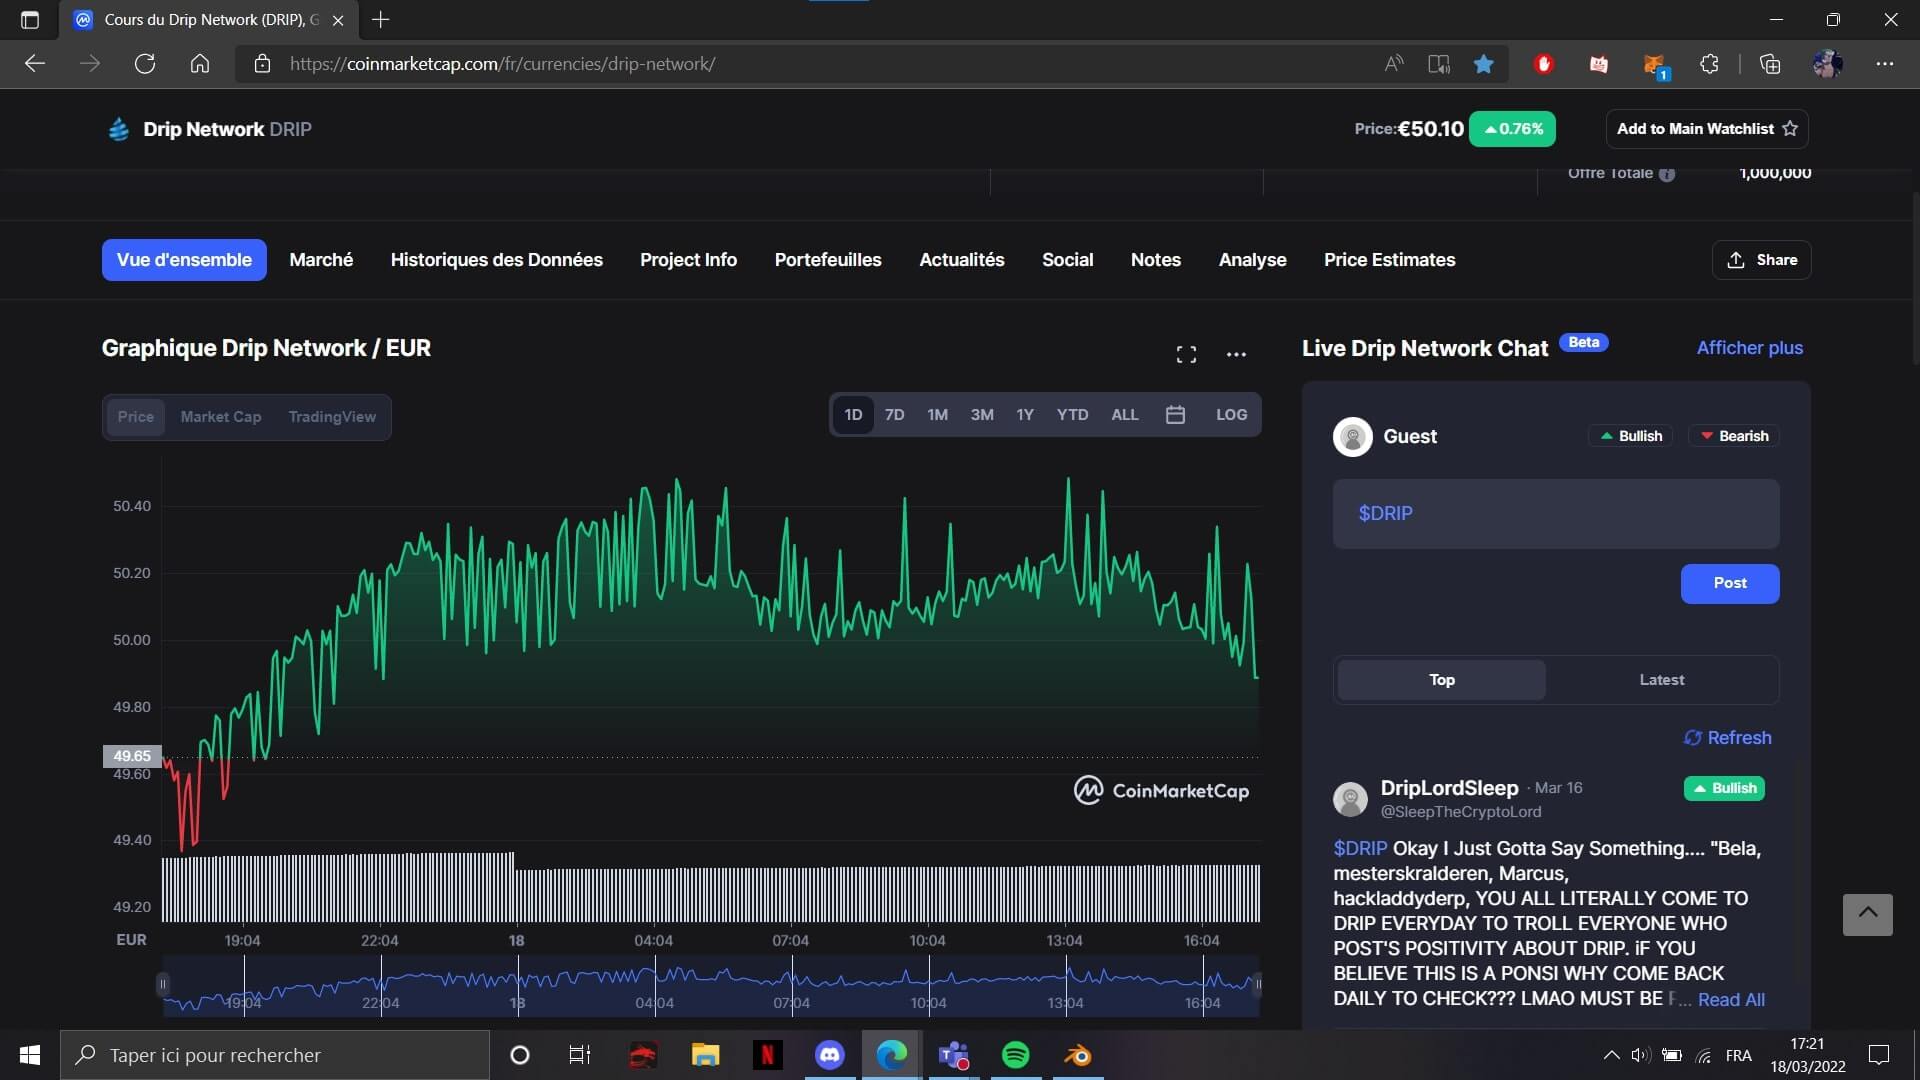 Cours du Drip Network (DRIP), G
https://coinmarketcap.com/fr/currencies/drip-network/
1
Drip Network DRIP
Price:€50.10
0.76%
Add to Main Watchlist
Offre Totale
1,000,000
Vue d'ensemble
Marché
Historiques des Données
Project Info
Portefeuilles
Actualités
Social
Notes
Analyse
Price Estimates
Share
Graphique Drip Network / EUR
Price
Market Cap
TradingView
1D
7D
1M
3M
1Y
YTD
ALL
LOG
50.40
50.20
50.00
49.80
49.65
49.60
49.40
49.20
CoinMarketCap
EUR
19:04
22:04
18
04:04
07:04
10:04
13:04
16:04
19:04
22:04
18
04:04
07:04
10:04
13:04
16:04
Live Drip Network Chat
Beta
Afficher plus
Guest
Bullish
Bearish
$DRIP
Post
Top
Latest
Refresh
DripLordSleep · Mar 16
Bullish
@SleepTheCryptoLord
$DRIP Okay I Just Gotta Say Something.... "Bela,
mesterskralderen, Marcus,
hackladdyderp, YOU ALL LITERALLY COME TO
DRIP EVERYDAY TO TROLL EVERYONE WHO
POST'S POSITIVITY ABOUT DRIP. iF YOU
BELIEVE THIS IS A PONSI WHY COME BACK
DAILY TO CHECK??? LMAO MUST BE F... Read All
Taper ici pour rechercher
N
T
FRA
17:21
18/03/2022